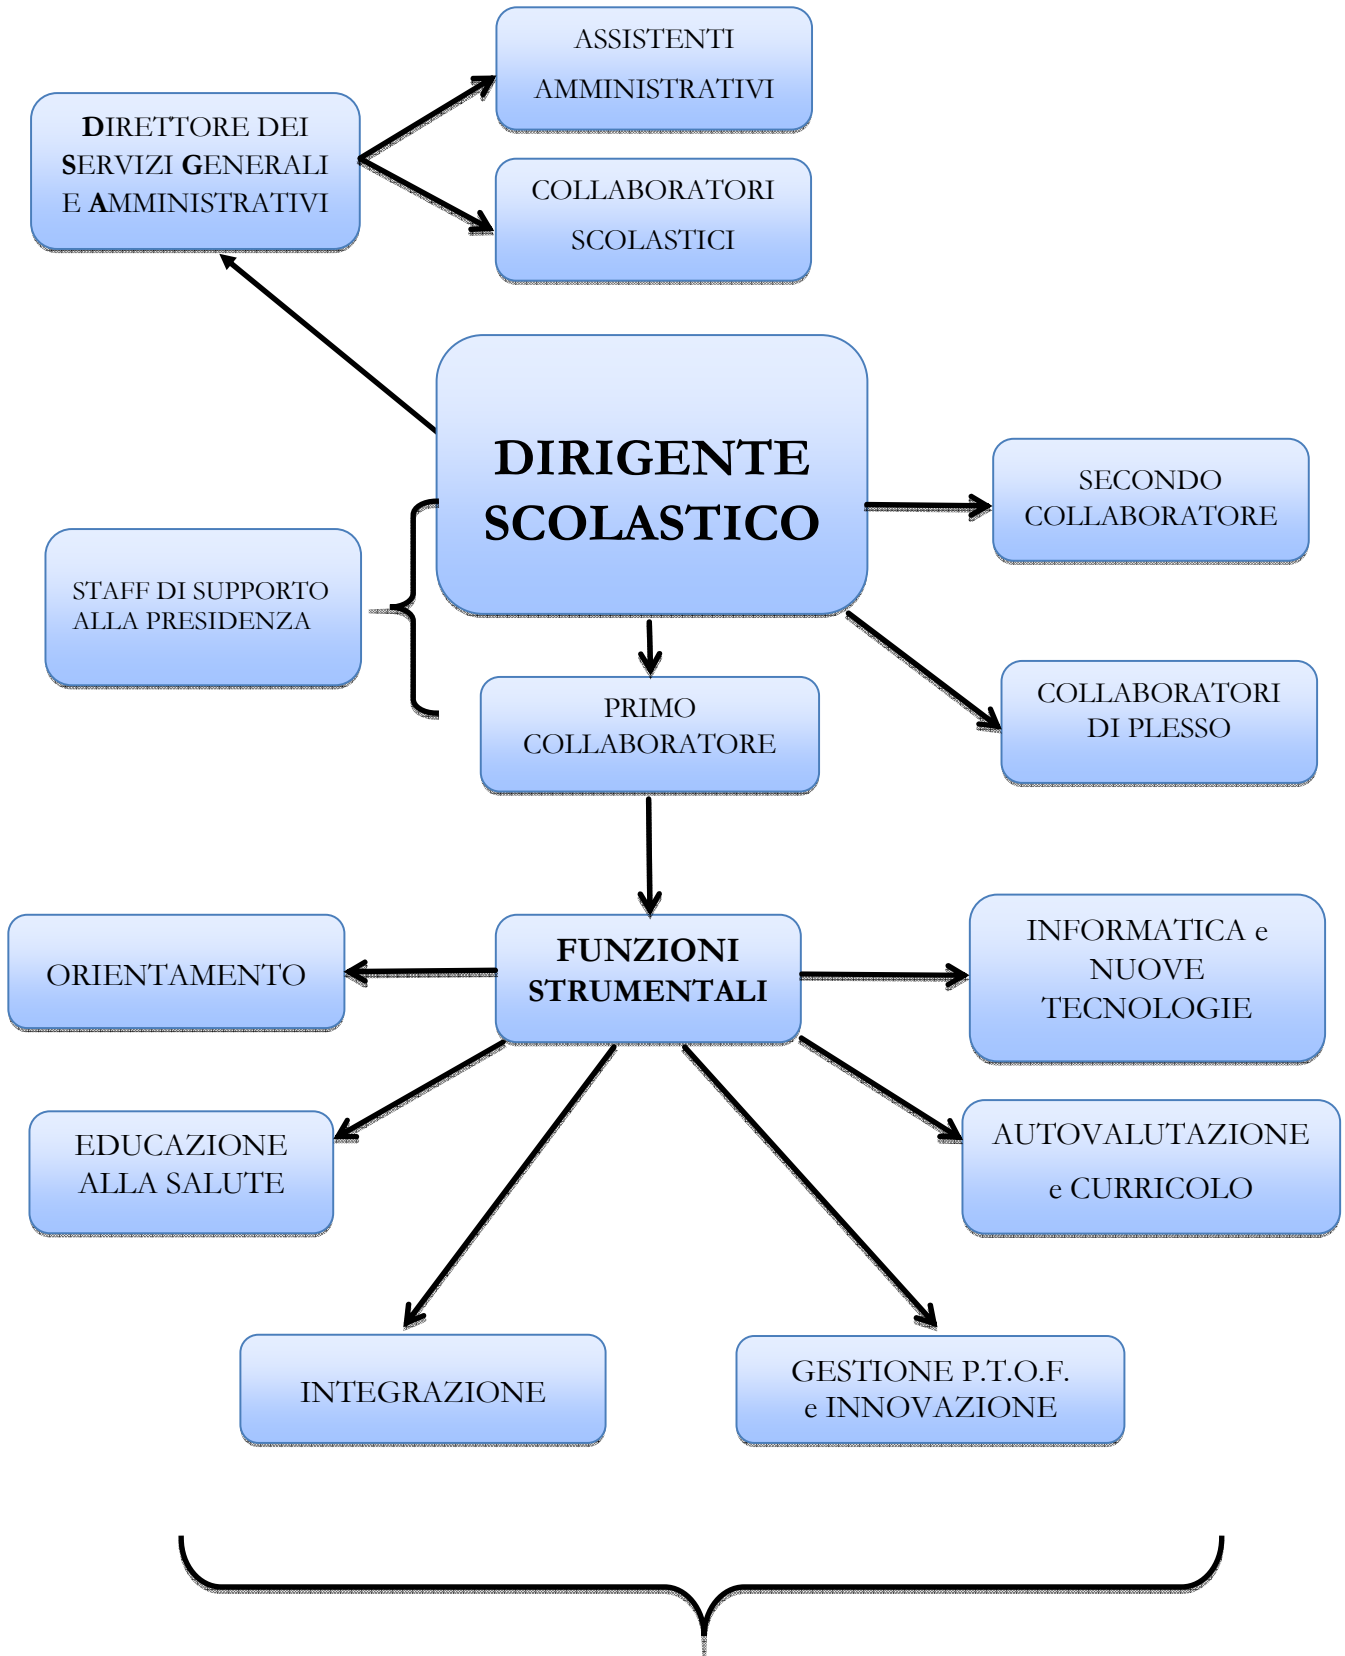 ASSISTENTI
AMMINISTRATIVI
DIRETTORE DEI
SERVIZI GENERALI
E AMMINISTRATIVI
COLLABORATORI
SCOLASTICI
DIRIGENTE
SCOLASTICO
SECONDO
COLLABORATORE
STAFF DI SUPPORTO
ALLA PRESIDENZA
PRIMO
COLLABORATORE
COLLABORATORI
DI PLESSO
FUNZIONI
STRUMENTALI
ORIENTAMENTO
INFORMATICA e
NUOVE
TECNOLOGIE
EDUCAZIONE
ALLA SALUTE
AUTOVALUTAZIONE
e CURRICOLO
INTEGRAZIONE
GESTIONE P.T.O.F.
e INNOVAZIONE